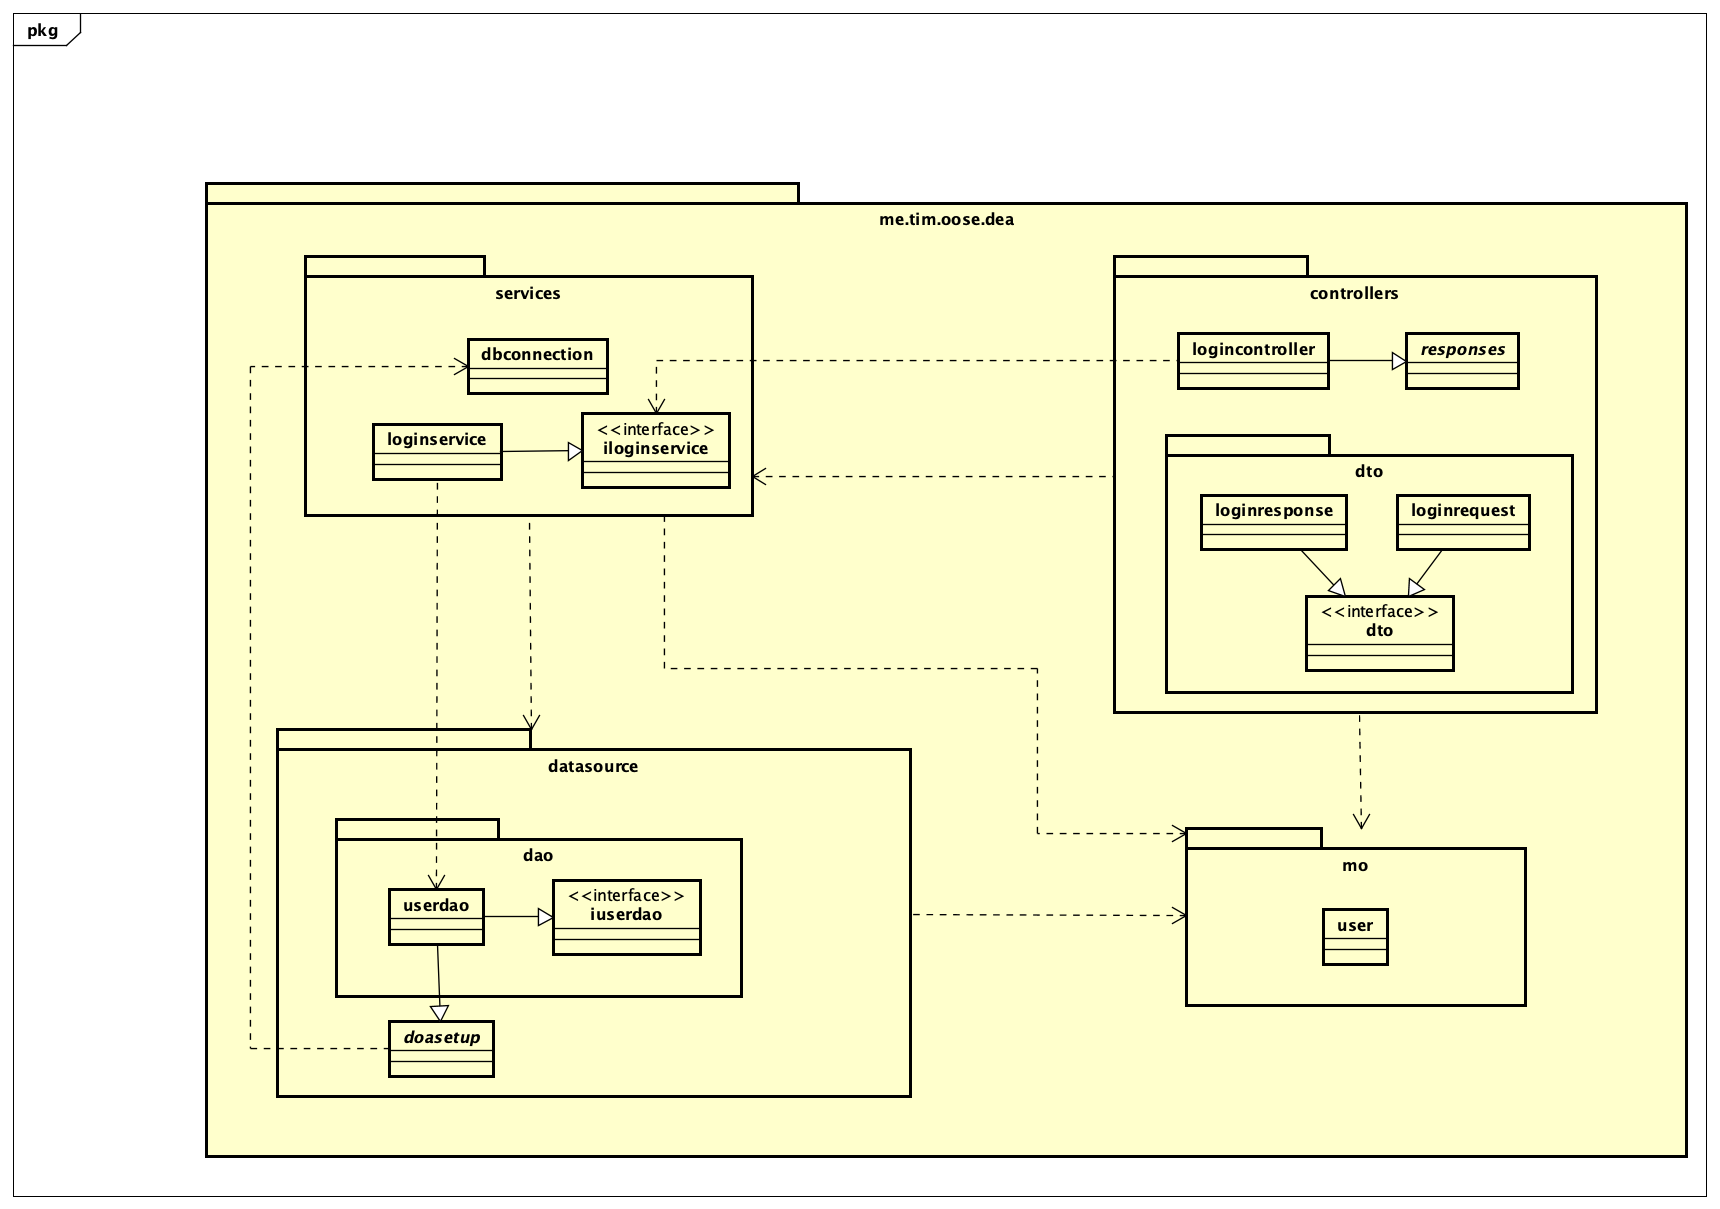 pkg
me.tim.oose.dea
services
controllers
dbconnection
logincontroller
responses
loginservice
<<interface>>
iloginservice
dto
loginresponse
loginrequest
<<interface>>
dto
datasource
dao
userdao
<<interface>>
iuserdao
doasetup
mo
user